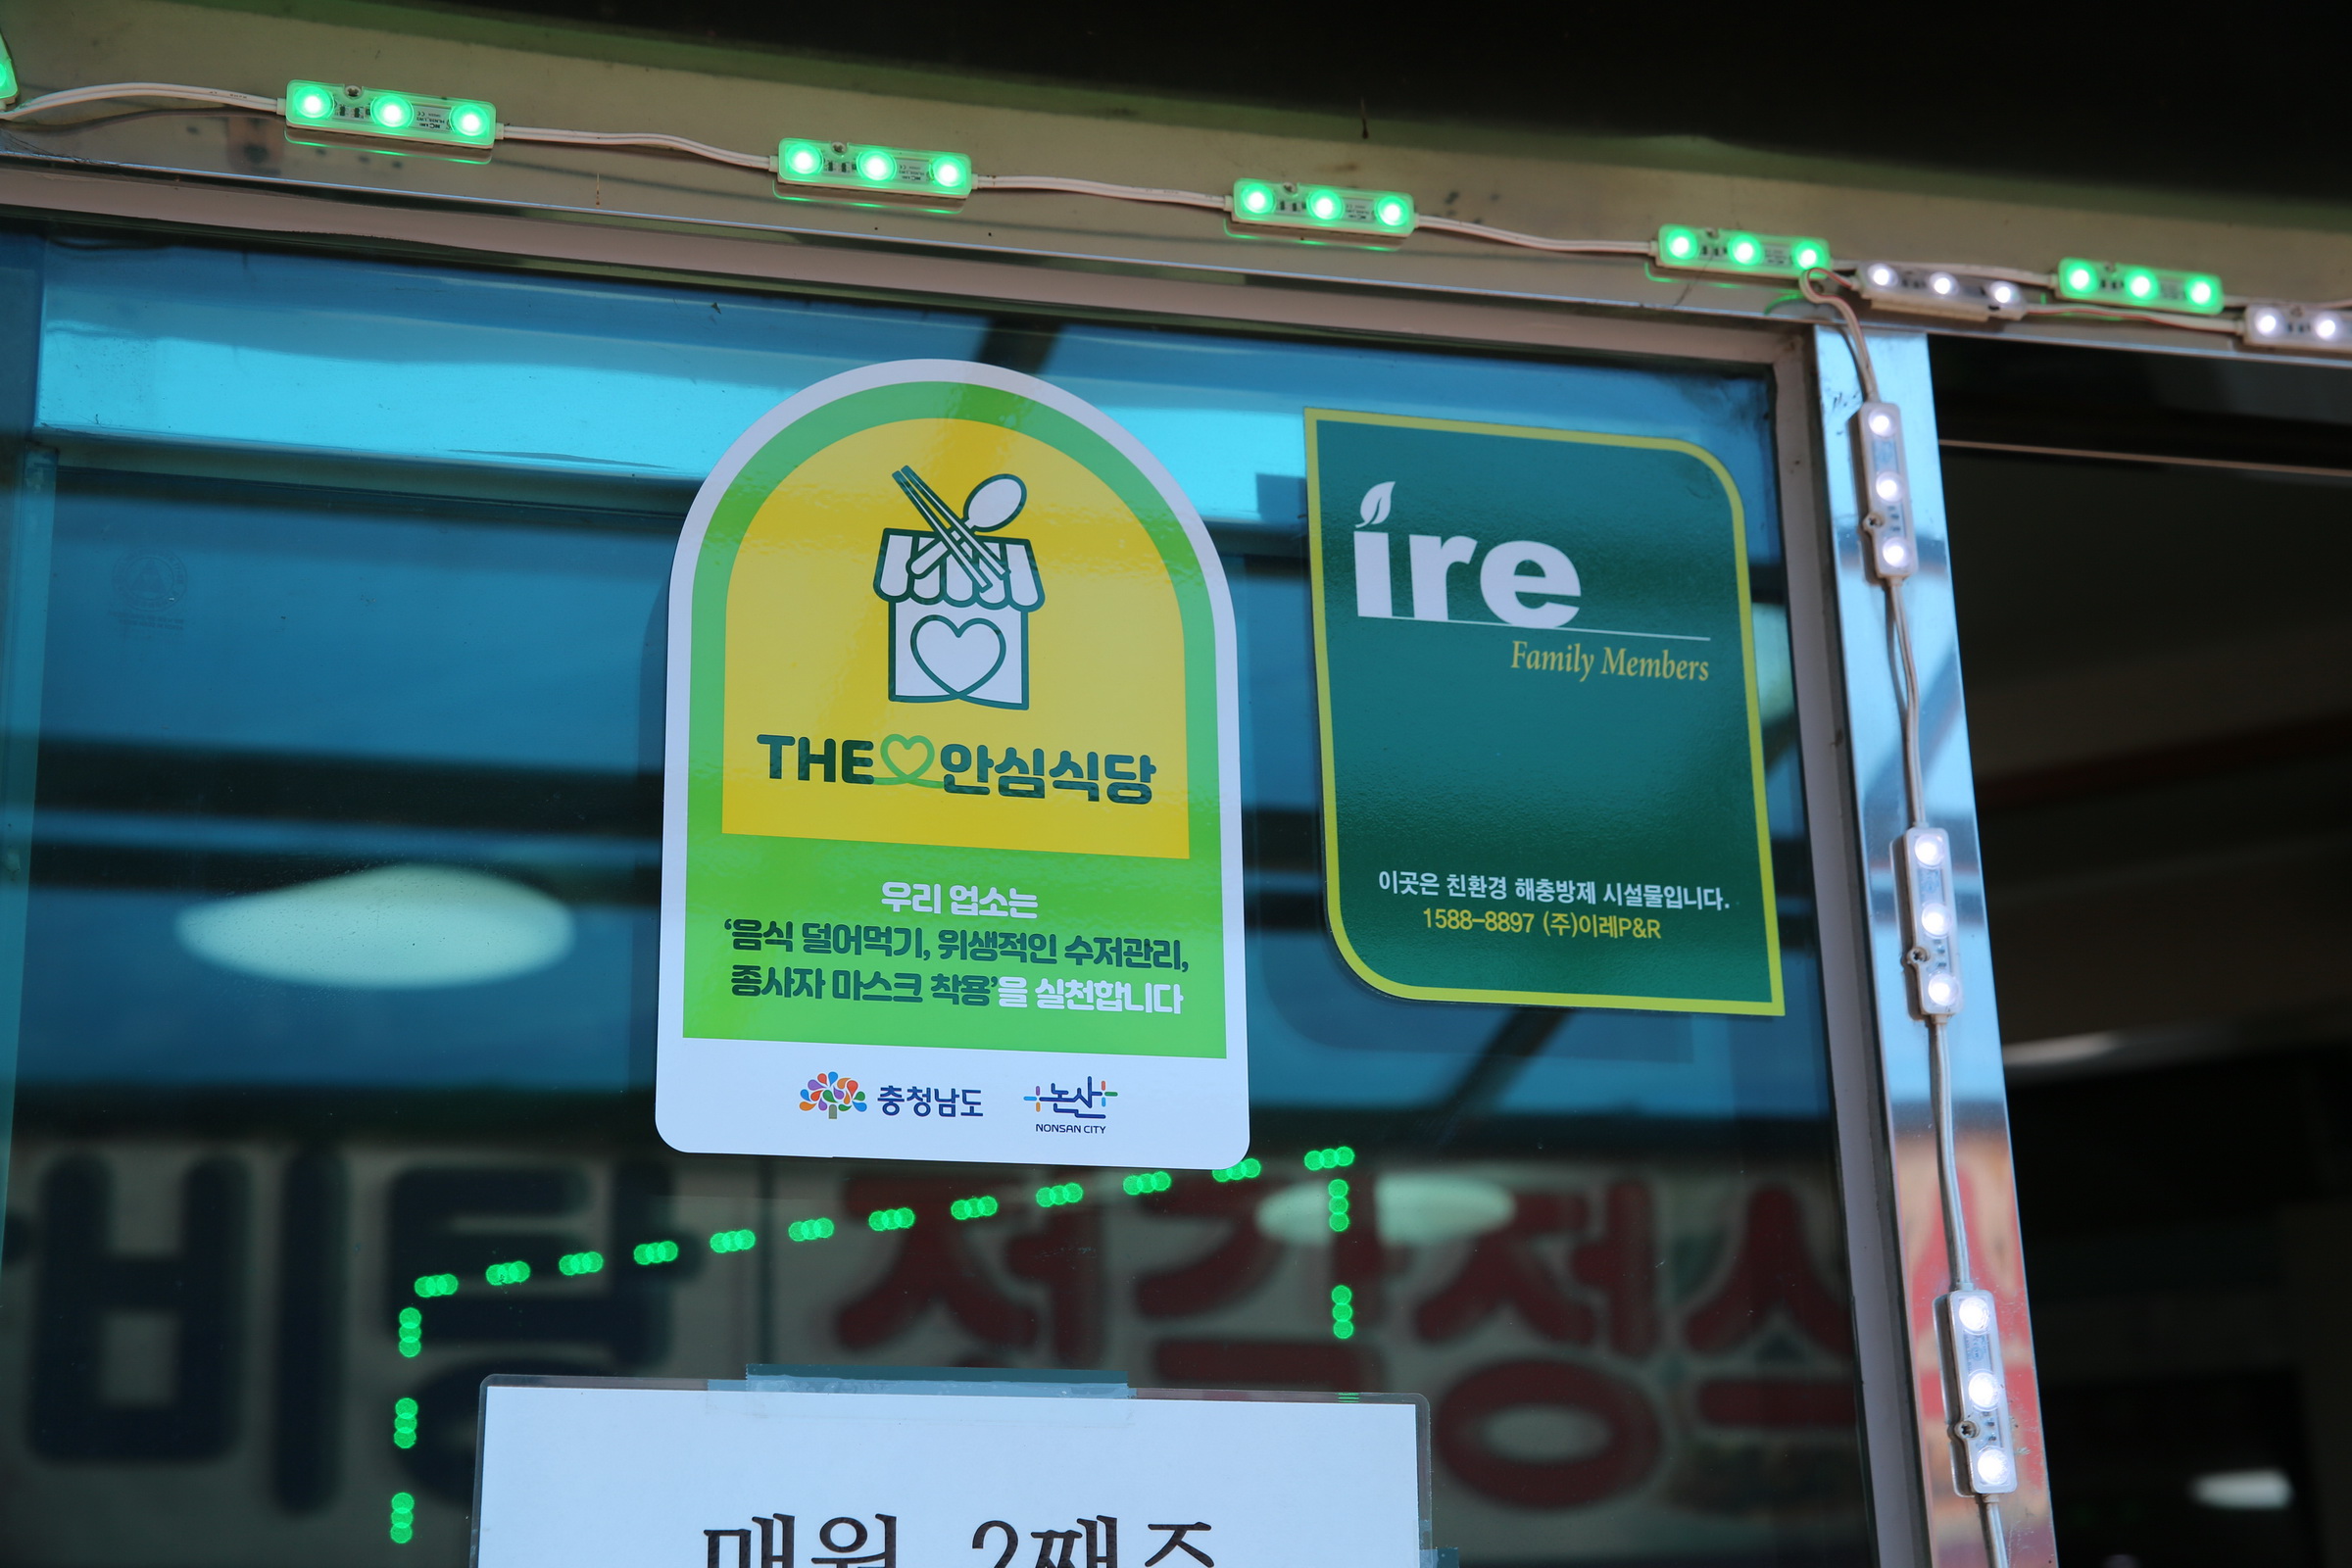 THE 안심식당
우리 업소는
‘음식 덜어먹기, 위생적인 수저관리,
종사자 마스크 착용’을 실천합니다
충청남도
논산
NONSAN CITY
ire
Family Members
이곳은 친환경 해충방제 시설물입니다.
1588-8897 (주)이레P&R
매월 2째주